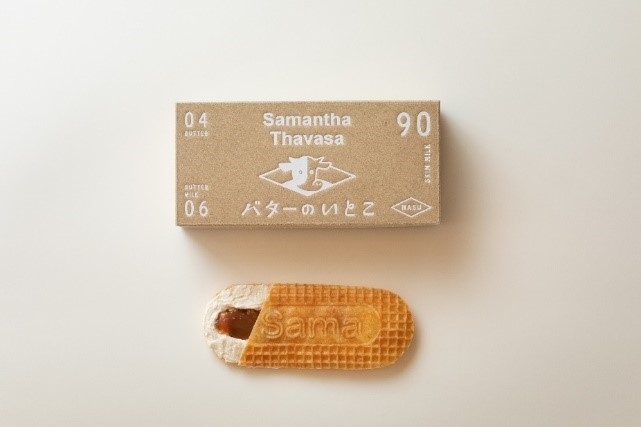 04
BUTTER
Samantha
Thavasa
90
SKIM MILK
BUTTER
MILK
06
バターのいとこ
NASU
Sama